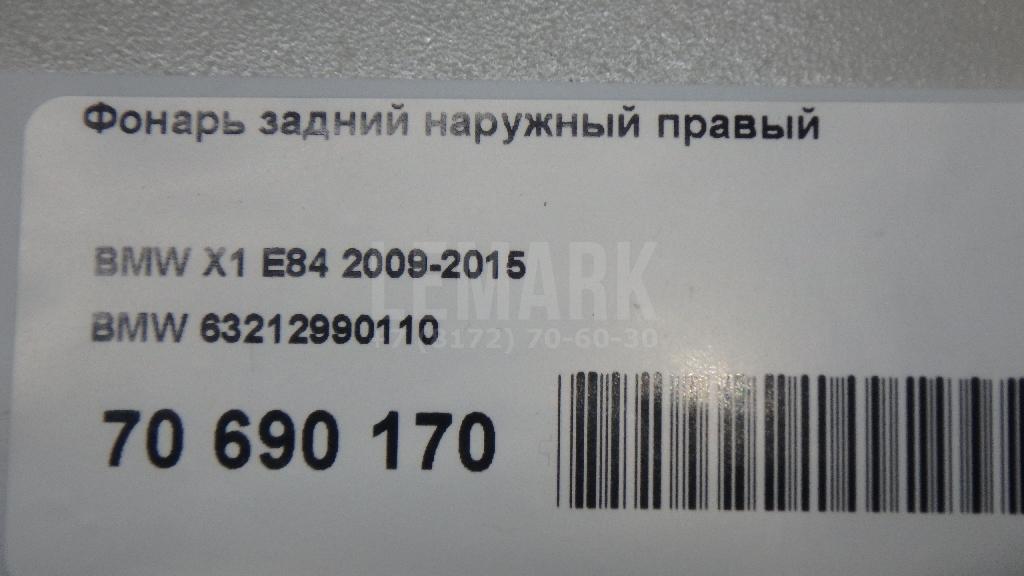 Фонарь задний наружный правый
BMW X1 E84 2009-2015
LEMARK
BMW 63212990110
+7 (8172) 70-60-30
70 690 170